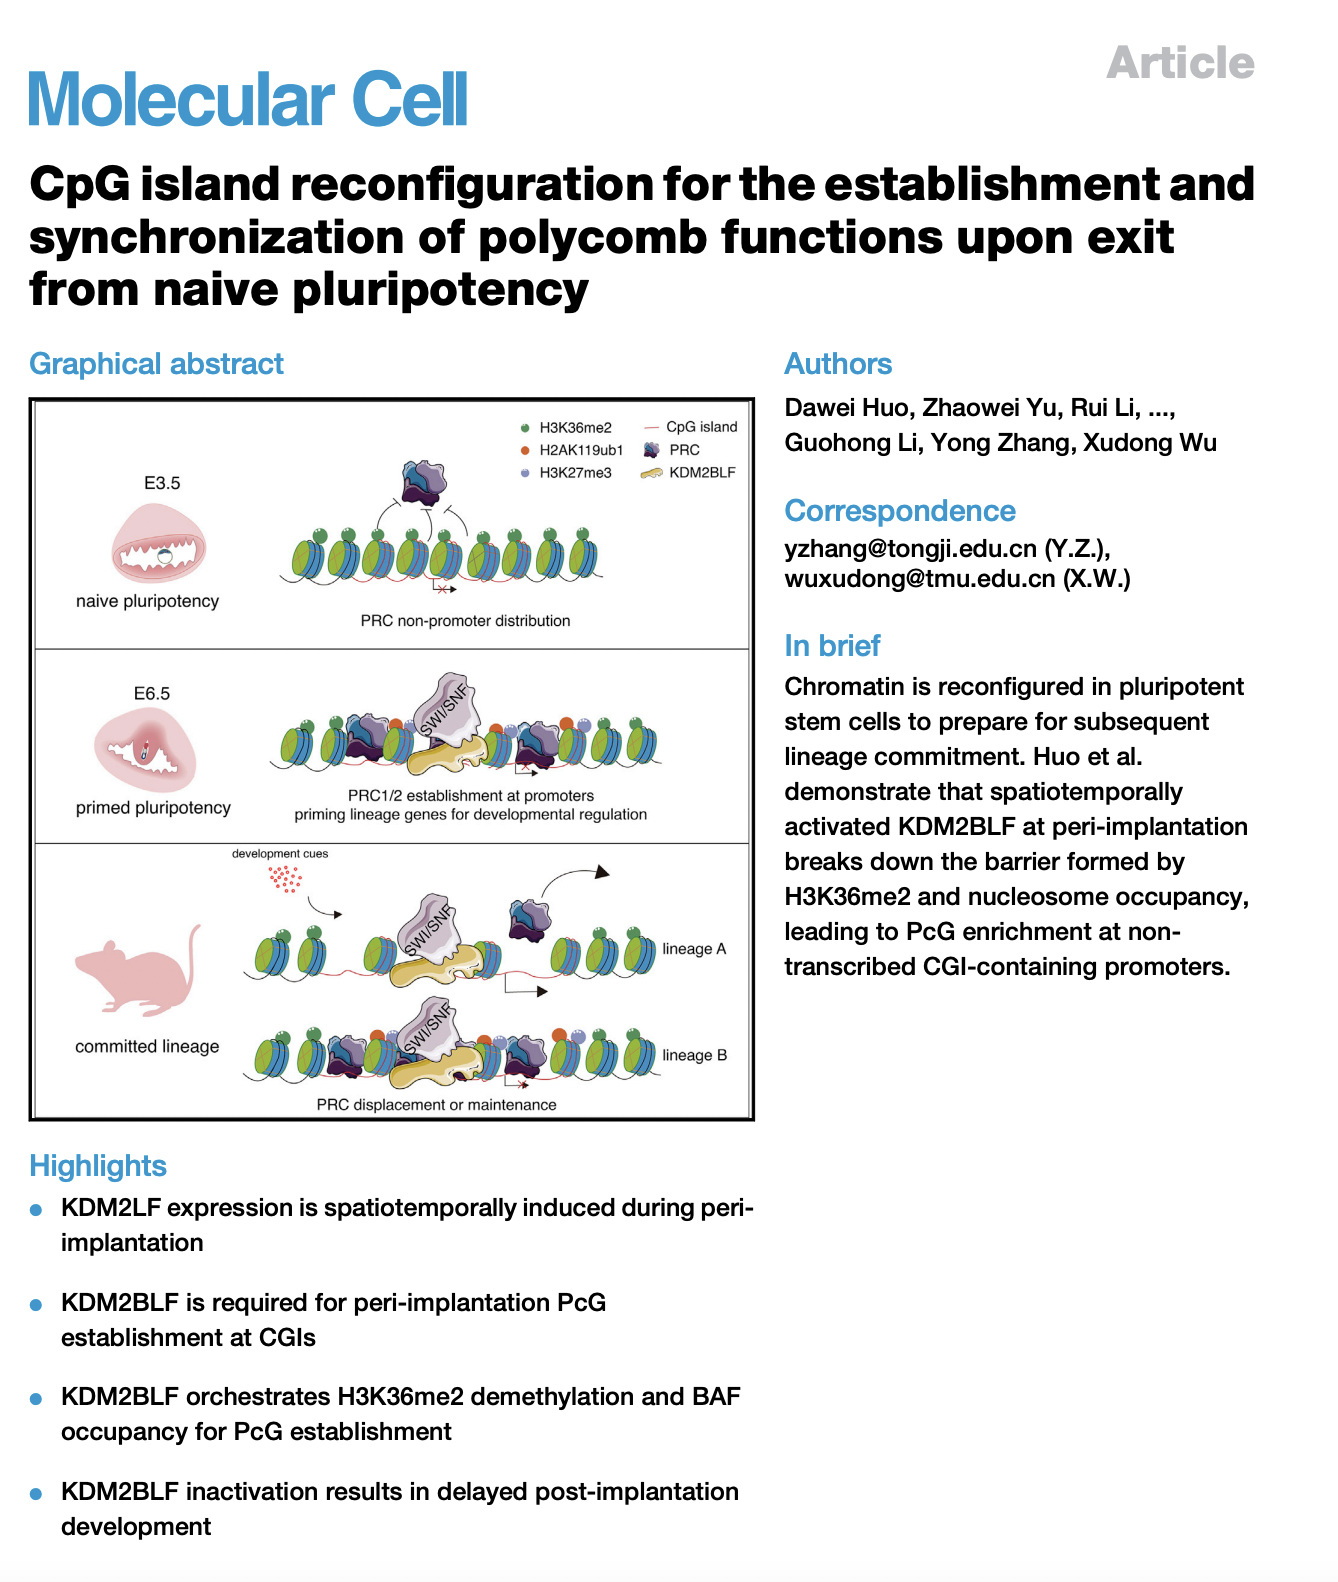 Article
Molecular Cell
CpG island reconfiguration for the establishment and
synchronization of polycomb functions upon exit
from naive pluripotency
Graphical abstract
H3K36me2
CpG island
H2AK119ub1
PRC
H3K27me3
KDM2BLF
E3.5
naive pluripotency
PRC non-promoter distribution
E6.5
SWI/SNF
primed pluripotency
PRC1/2 establishment at promoters
priming lineage genes for developmental regulation
development cues
SWI/SNF
lineage A
SWI/SNF
committed lineage
lineage B
PRC displacement or maintenance
Highlights
KDM2LF expression is spatiotemporally induced during peri-
implantation
KDM2BLF is required for peri-implantation PcG
establishment at CGIs
KDM2BLF orchestrates H3K36me2 demethylation and BAF
occupancy for PcG establishment
KDM2BLF inactivation results in delayed post-implantation
development
Authors
Dawei Huo, Zhaowei Yu, Rui Li, ...,
Guohong Li, Yong Zhang, Xudong Wu
Correspondence
yzhang@tongji.edu.cn (Y.Z.),
wuxudong@tmu.edu.cn (X.W.)
In brief
Chromatin is reconfigured in pluripotent
stem cells to prepare for subsequent
lineage commitment. Huo et al.
demonstrate that spatiotemporally
activated KDM2BLF at peri-implantation
breaks down the barrier formed by
H3K36me2 and nucleosome occupancy,
leading to PcG enrichment at non-
transcribed CGI-containing promoters.